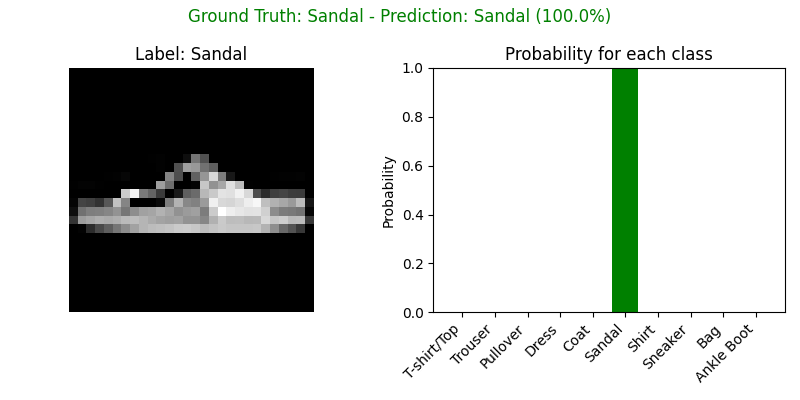 Ground Truth: Sandal - Prediction: Sandal (100.0%)
Label: Sandal
Probability for each class
1.0
0.8
0.6
0.4
0.2
0.0
Probability
T-shirt/Top
Trouser
Pullover
Dress
Coat
Sandal
Shirt
Sneaker
Bag
Ankle Boot